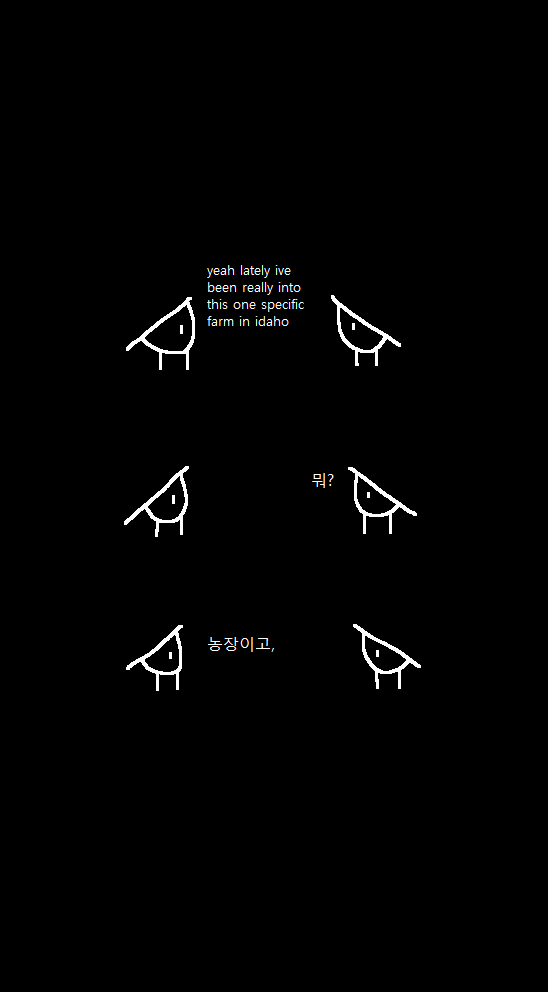 yeah lately ive
been really into
this one specific
farm in idaho
뭐?
농장이고,